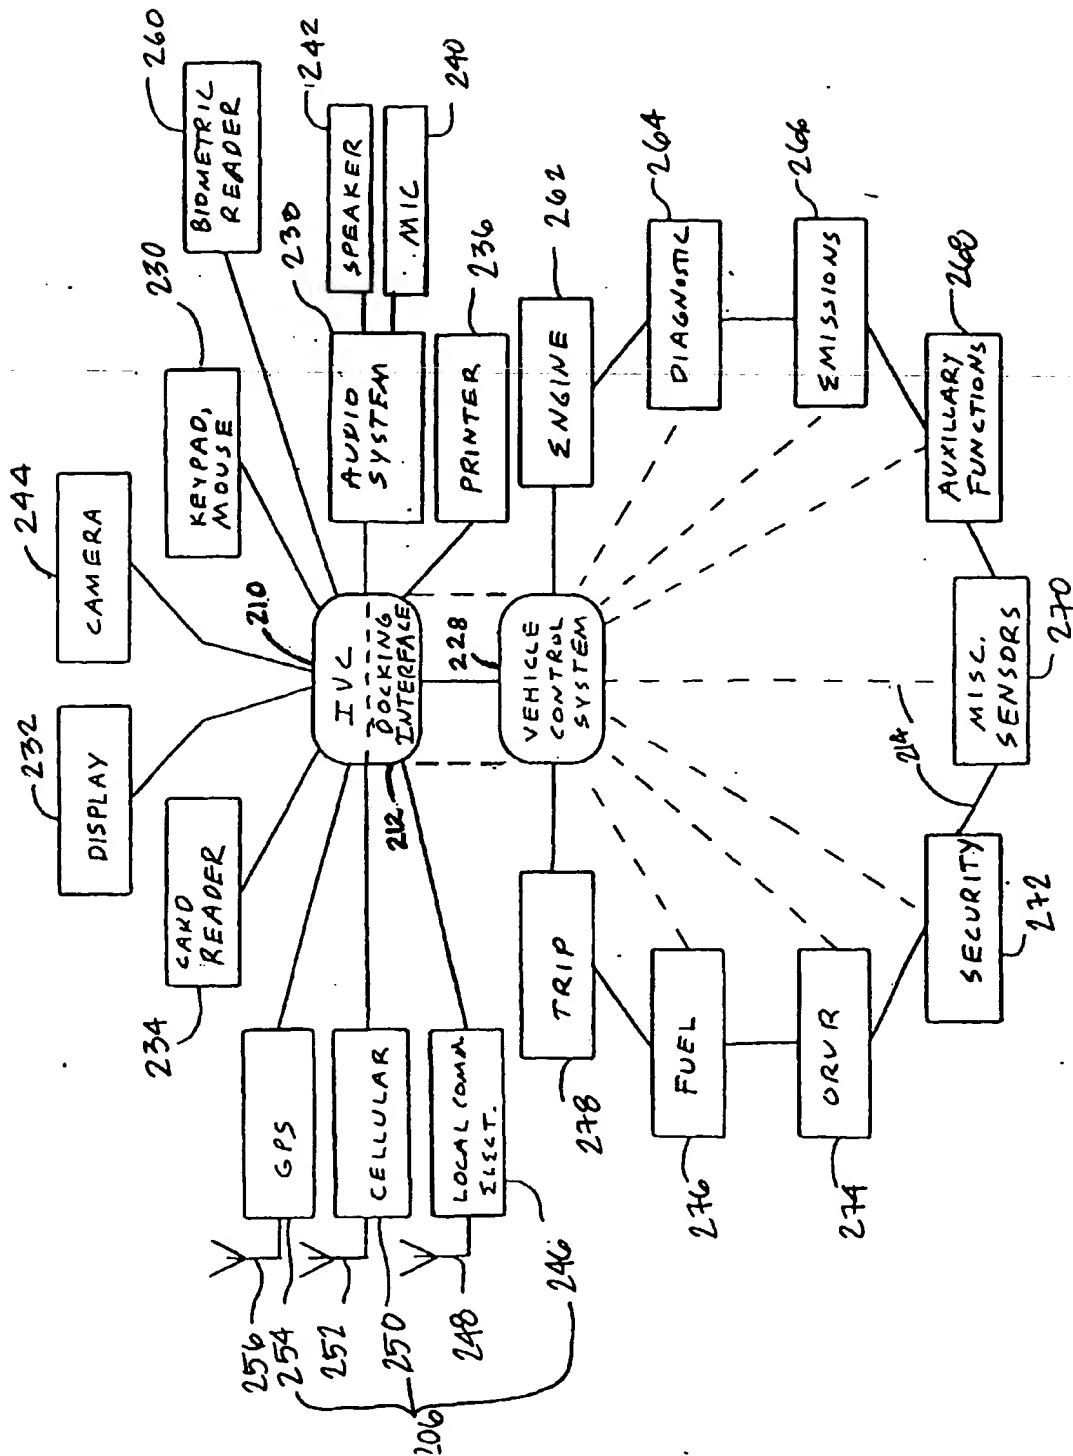 232
DISPLAY
244
CAMERA
234
CARD
READER
230
KEYPAD,
MOUSE
260
BIOMETRIC
READER
256
254
GPS
252
250
CELLULAR
248
246
LOCAL COMM
ELECT.
206
210
IVC
DOCKING
INTERFACE
212
238
AUDIO
SYSTEM
242
SPEAKER
240
MIC
236
PRINTER
228
VEHICLE
CONTROL
SYSTEM
278
TRIP
262
ENGINE
276
FUEL
264
DIAGNOSTIC
274
ORVR
266
EMISSIONS
272
SECURITY
214
270
MISC.
SENSORS
268
AUXILLARY
FUNCTIONS